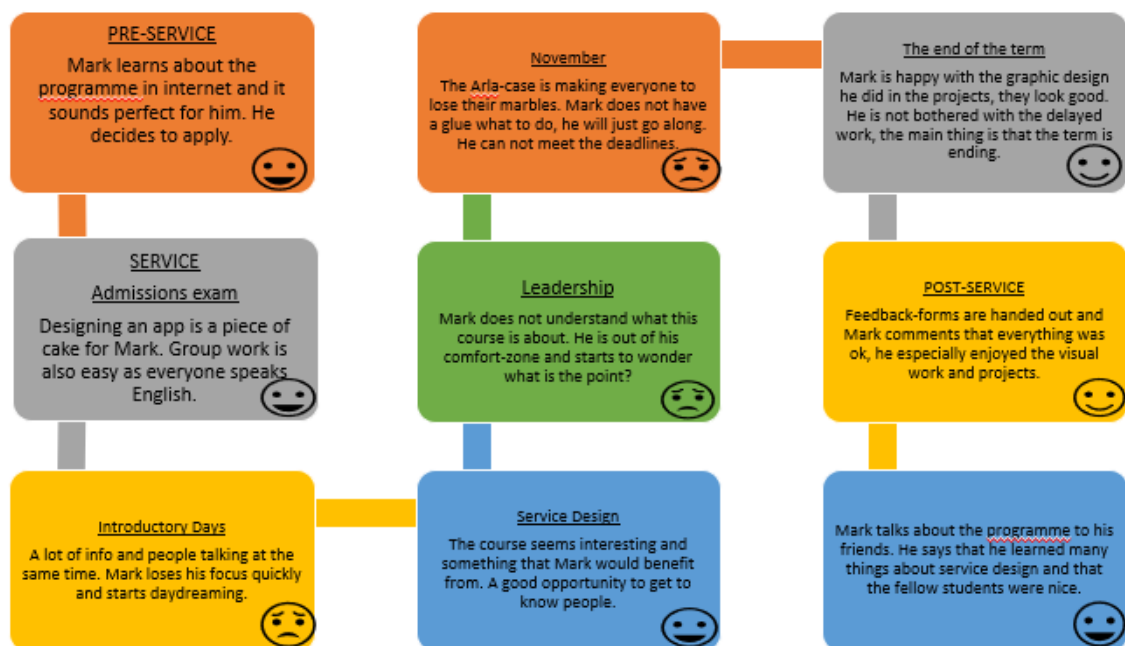 PRE-SERVICE
Mark learns about the
programme in internet and it
sounds perfect for him. He
decides to apply.
SERVICE
Admissions exam
Designing an app is a piece of
cake for Mark. Group work is
also easy as everyone speaks
English.
Introductory Days
A lot of info and people talking at the
same time. Mark loses his focus quickly
and starts daydreaming.
Service Design
The course seems interesting and
something that Mark would benefit
from. A good opportunity to get to
know people.
Leadership
Mark does not understand what this
course is about. He is out of his
comfort-zone and starts to wonder
what is the point?
November
The Arla-case is making everyone to
lose their marbles. Mark does not have
a glue what to do, he will just go along.
He can not meet the deadlines.
The end of the term
Mark is happy with the graphic design
he did in the projects, they look good.
He is not bothered with the delayed
work, the main thing is that the term is
ending.
POST-SERVICE
Feedback-forms are handed out and
Mark comments that everything was
ok, he especially enjoyed the visual
work and projects.
Mark talks about the programme to his
friends. He says that he learned many
things about service design and that
the fellow students were nice.